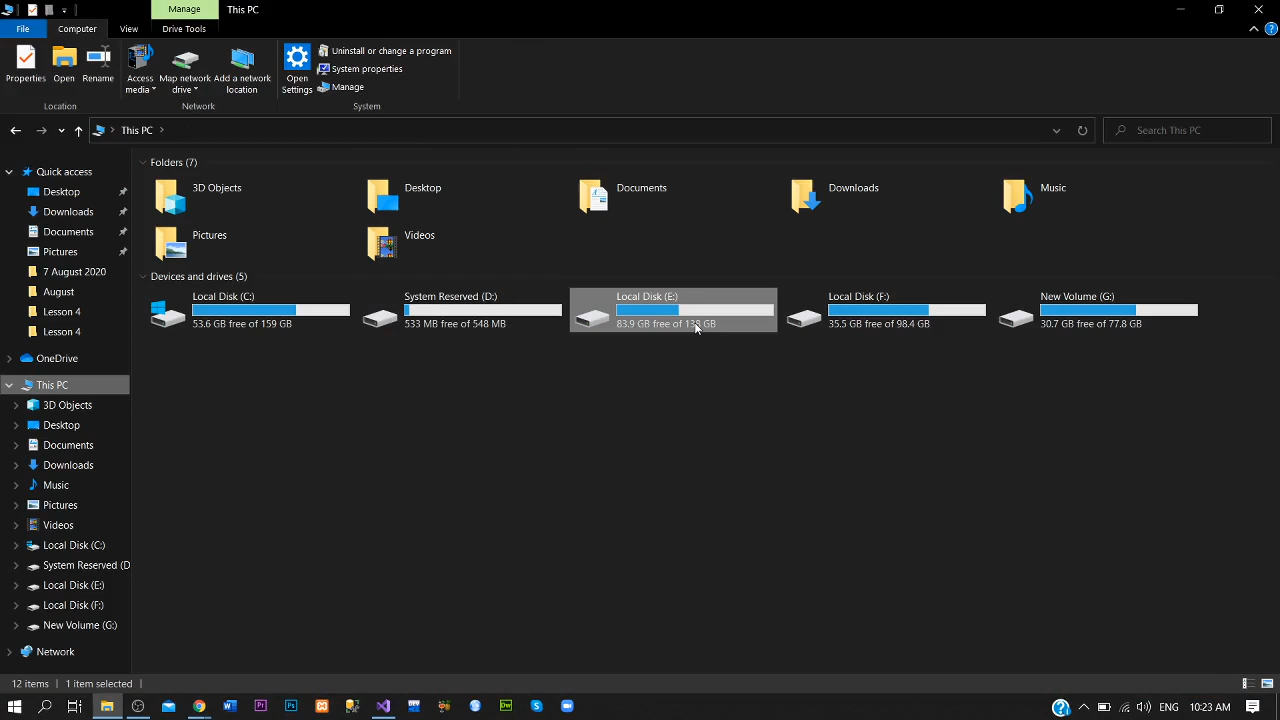 Manage
This PC
File
Computer
View
Drive Tools
Properties
Open
Rename
Access media
Map network drive
Add a network location
Open Settings
Uninstall or change a program
System properties
Manage
Location
Network
System
This PC
Search This PC
Quick access
Desktop
Downloads
Documents
Pictures
7 August 2020
August
Lesson 4
Lesson 4
OneDrive
This PC
3D Objects
Desktop
Documents
Downloads
Music
Pictures
Videos
Local Disk (C:)
System Reserved (D
Local Disk (E:)
Local Disk (F:)
New Volume (G:)
Network
Folders (7)
3D Objects
Desktop
Documents
Downloads
Music
Pictures
Videos
Devices and drives (5)
Local Disk (C:)
53.6 GB free of 159 GB
System Reserved (D:)
533 MB free of 548 MB
Local Disk (E:)
83.9 GB free of GB
Local Disk (F:)
35.5 GB free of 98.4 GB
New Volume (G:)
30.7 GB free of 77.8 GB
12 items
1 item selected
ENG
10:23 AM